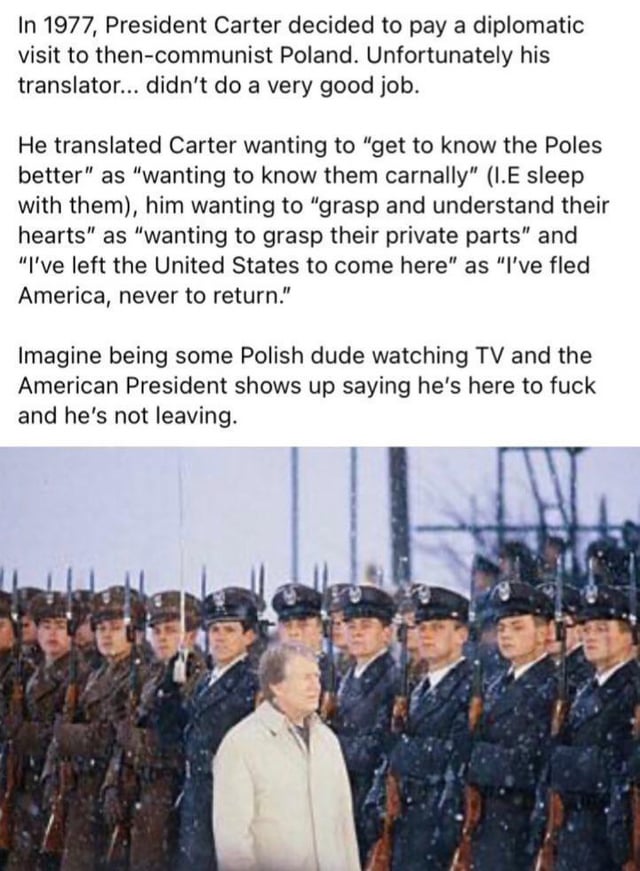 In 1977, President Carter decided to pay a diplomatic
visit to then-communist Poland. Unfortunately his
translator... didn't do a very good job.
He translated Carter wanting to "get to know the Poles
better" as "wanting to know them carnally" (I.E sleep
with them), him wanting to "grasp and understand their
hearts" as "wanting to grasp their private parts" and
"I've left the United States to come here" as "I've fled
America, never to return."
Imagine being some Polish dude watching TV and the
American President shows up saying he's here to fuck
and he's not leaving.